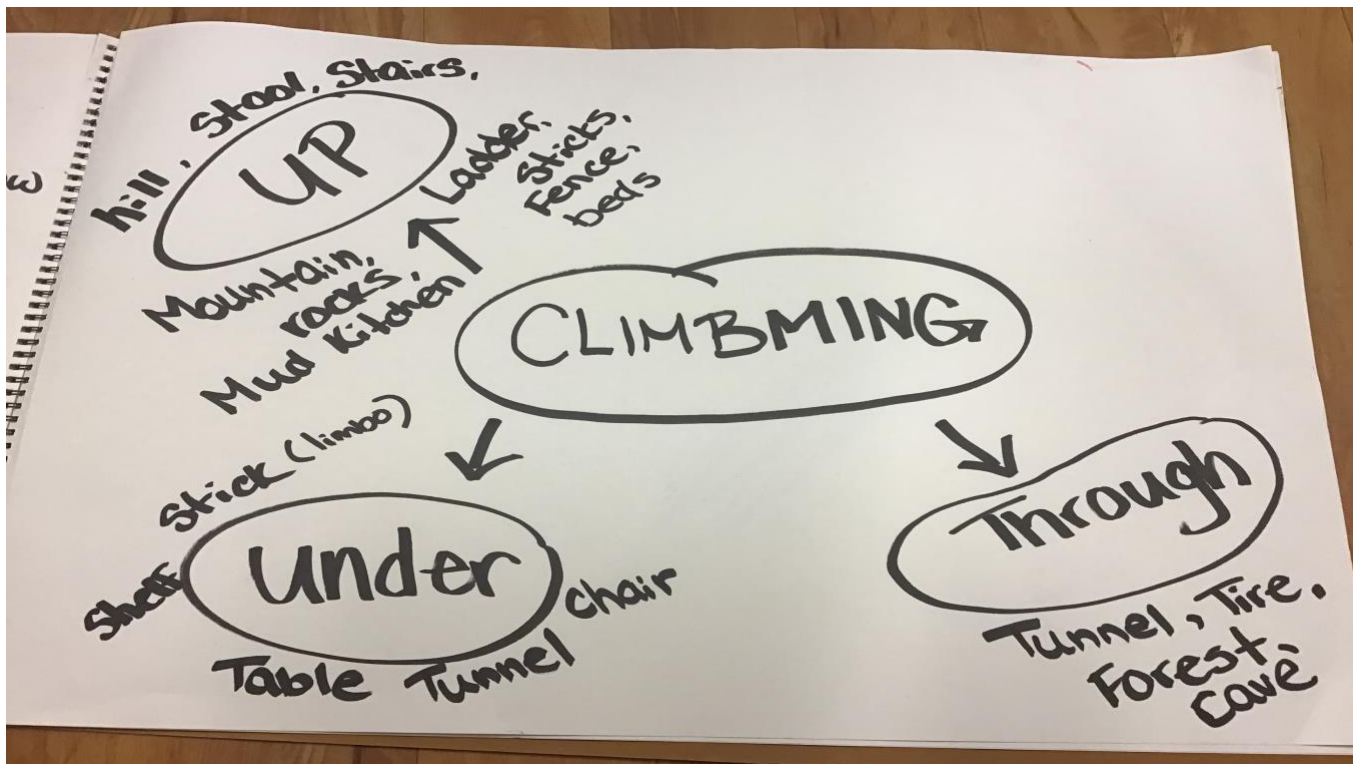 hill, Stool, Stairs,
UP
Ladder,
Sticks,
Fence,
beds
Mountain,
rocks,
Mud Kitchen
CLIMBMING
Stick (limbo)
Shelf
Under
chair
Table Tunnel
Through
Tunnel, Tire,
Forest
cave